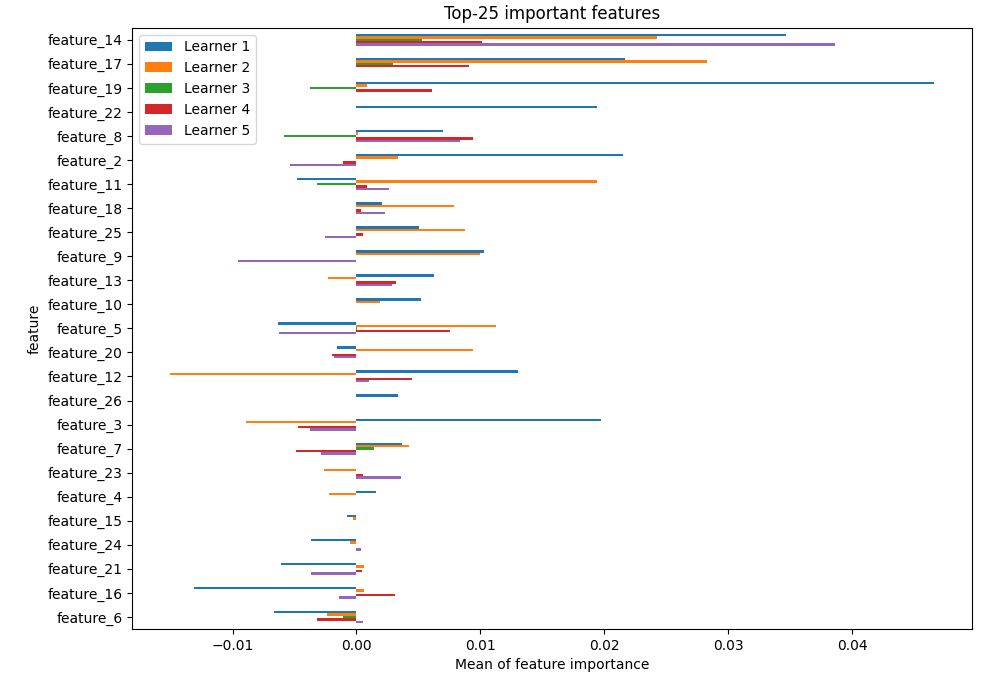 Top-25 important features
Learner 1
Learner 2
Learner 3
Learner 4
Learner 5
feature
feature_14
feature_17
feature_19
feature_22
feature_8
feature_2
feature_11
feature_18
feature_25
feature_9
feature_13
feature_10
feature_5
feature_20
feature_12
feature_26
feature_3
feature_7
feature_23
feature_4
feature_15
feature_24
feature_21
feature_16
feature_6
−0.01 0.00 0.01 0.02 0.03 0.04
Mean of feature importance